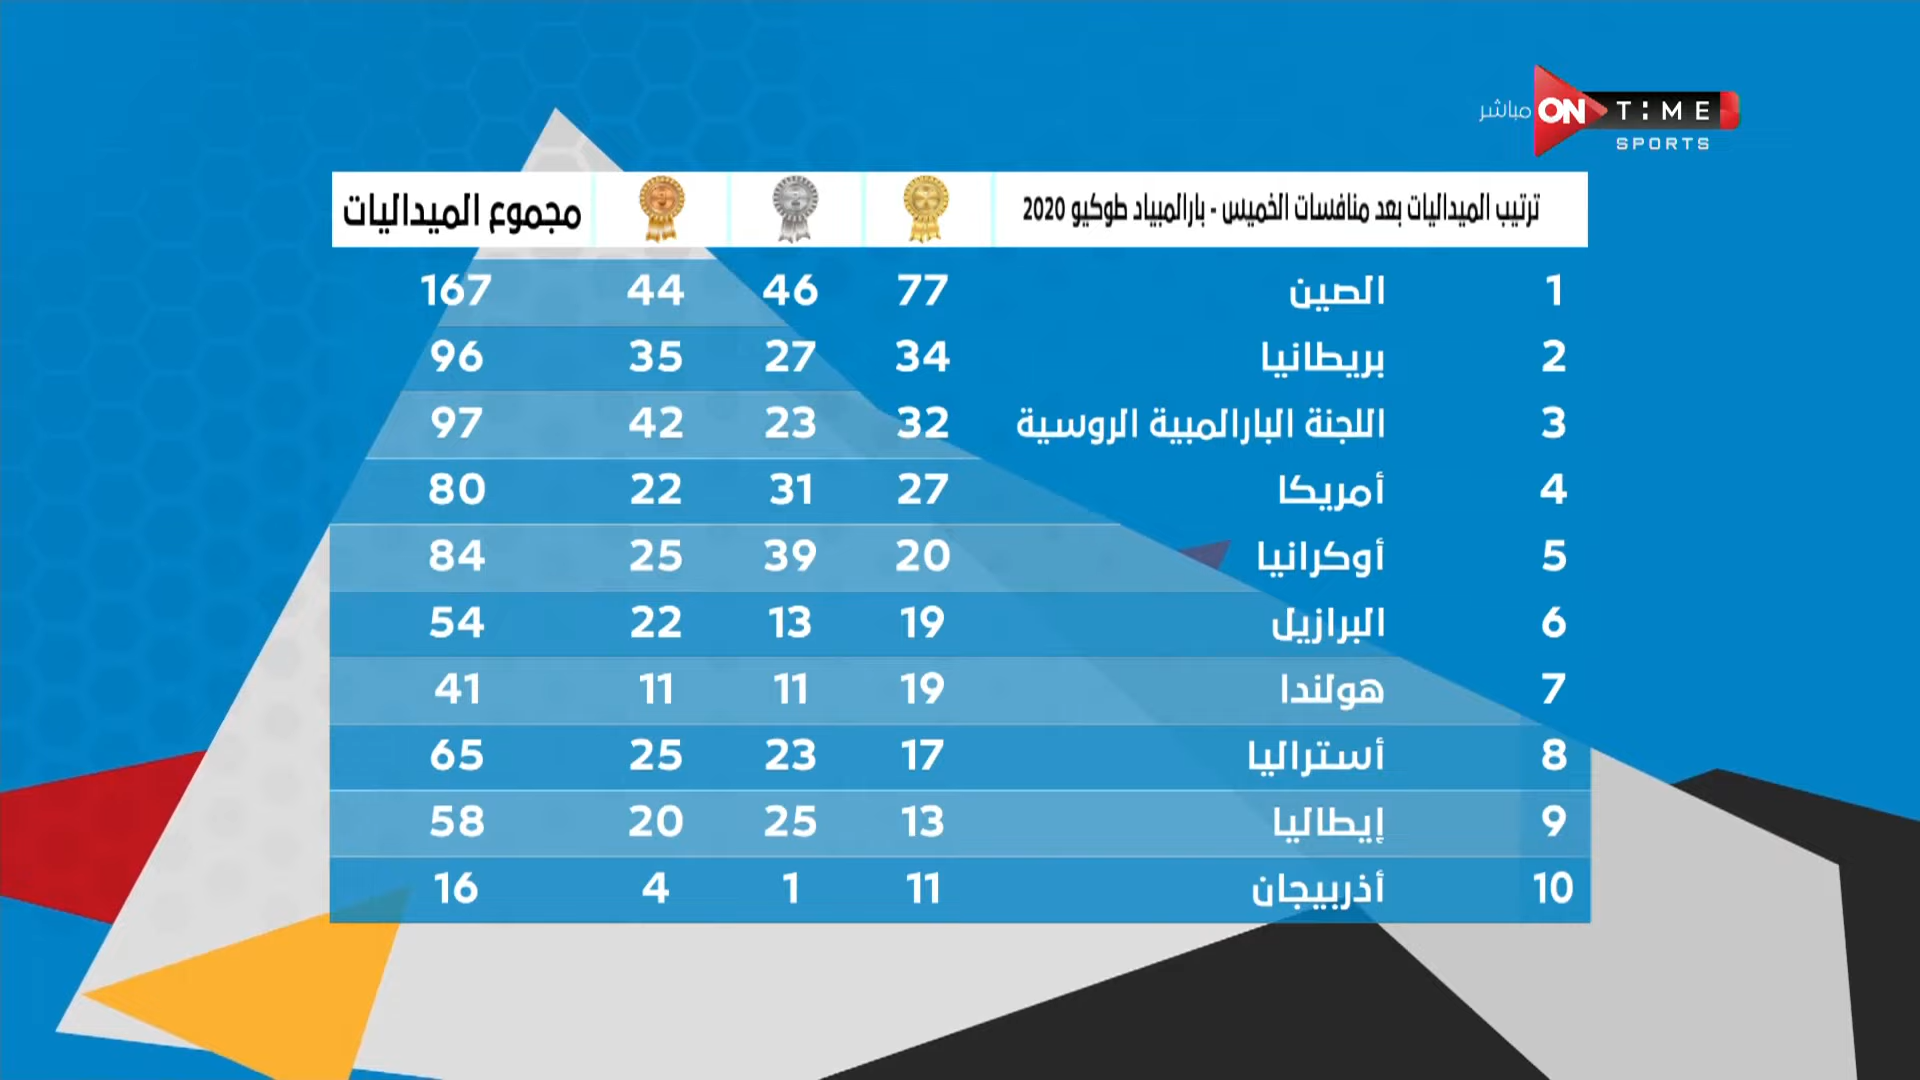 مباشر ON TIME
SPORTS
ترتيب الميداليات بعد منافسات الخميس - بارالمبياد طوكيو 2020 مجموع الميداليات
1 الصين 77 46 44 167
2 بريطانيا 34 27 35 96
3 اللجنة البارالمبية الروسية 32 23 42 97
4 أمريكا 27 31 22 80
5 أوكرانيا 20 39 25 84
6 البرازيل 19 13 22 54
7 هولندا 19 11 11 41
8 أستراليا 17 23 25 65
9 إيطاليا 13 25 20 58
10 أذربيجان 11 1 4 16